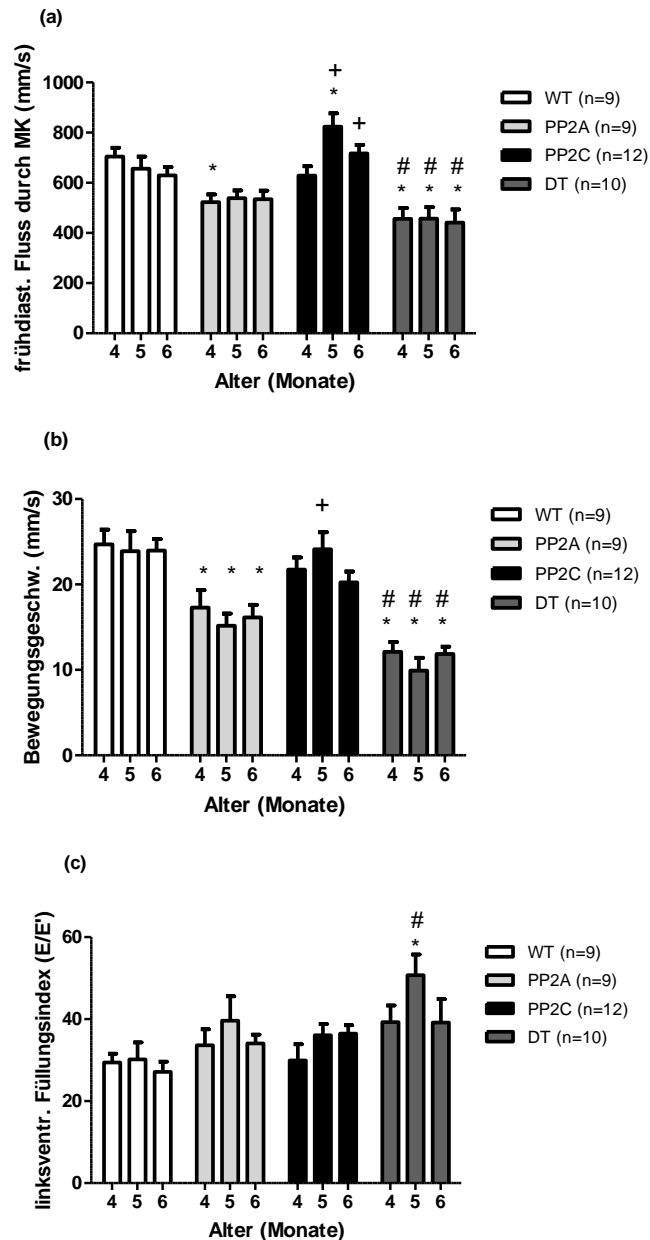 (a)
frühdiast. Fluss durch MK (mm/s)
1000
800
600
400
200
0
*
+
*
+
# # #
* * *
4 5 6 4 5 6 4 5 6 4 5 6
Alter (Monate)
WT (n=9)
PP2A (n=9)
PP2C (n=12)
DT (n=10)
(b)
Bewegungsgeschw. (mm/s)
30
20
10
0
* * *
+
# # #
* * *
4 5 6 4 5 6 4 5 6 4 5 6
Alter (Monate)
WT (n=9)
PP2A (n=9)
PP2C (n=12)
DT (n=10)
(c)
linksventr. Füllungsindex (E/E')
60
40
20
0
#
*
4 5 6 4 5 6 4 5 6 4 5 6
Alter (Monate)
WT (n=9)
PP2A (n=9)
PP2C (n=12)
DT (n=10)